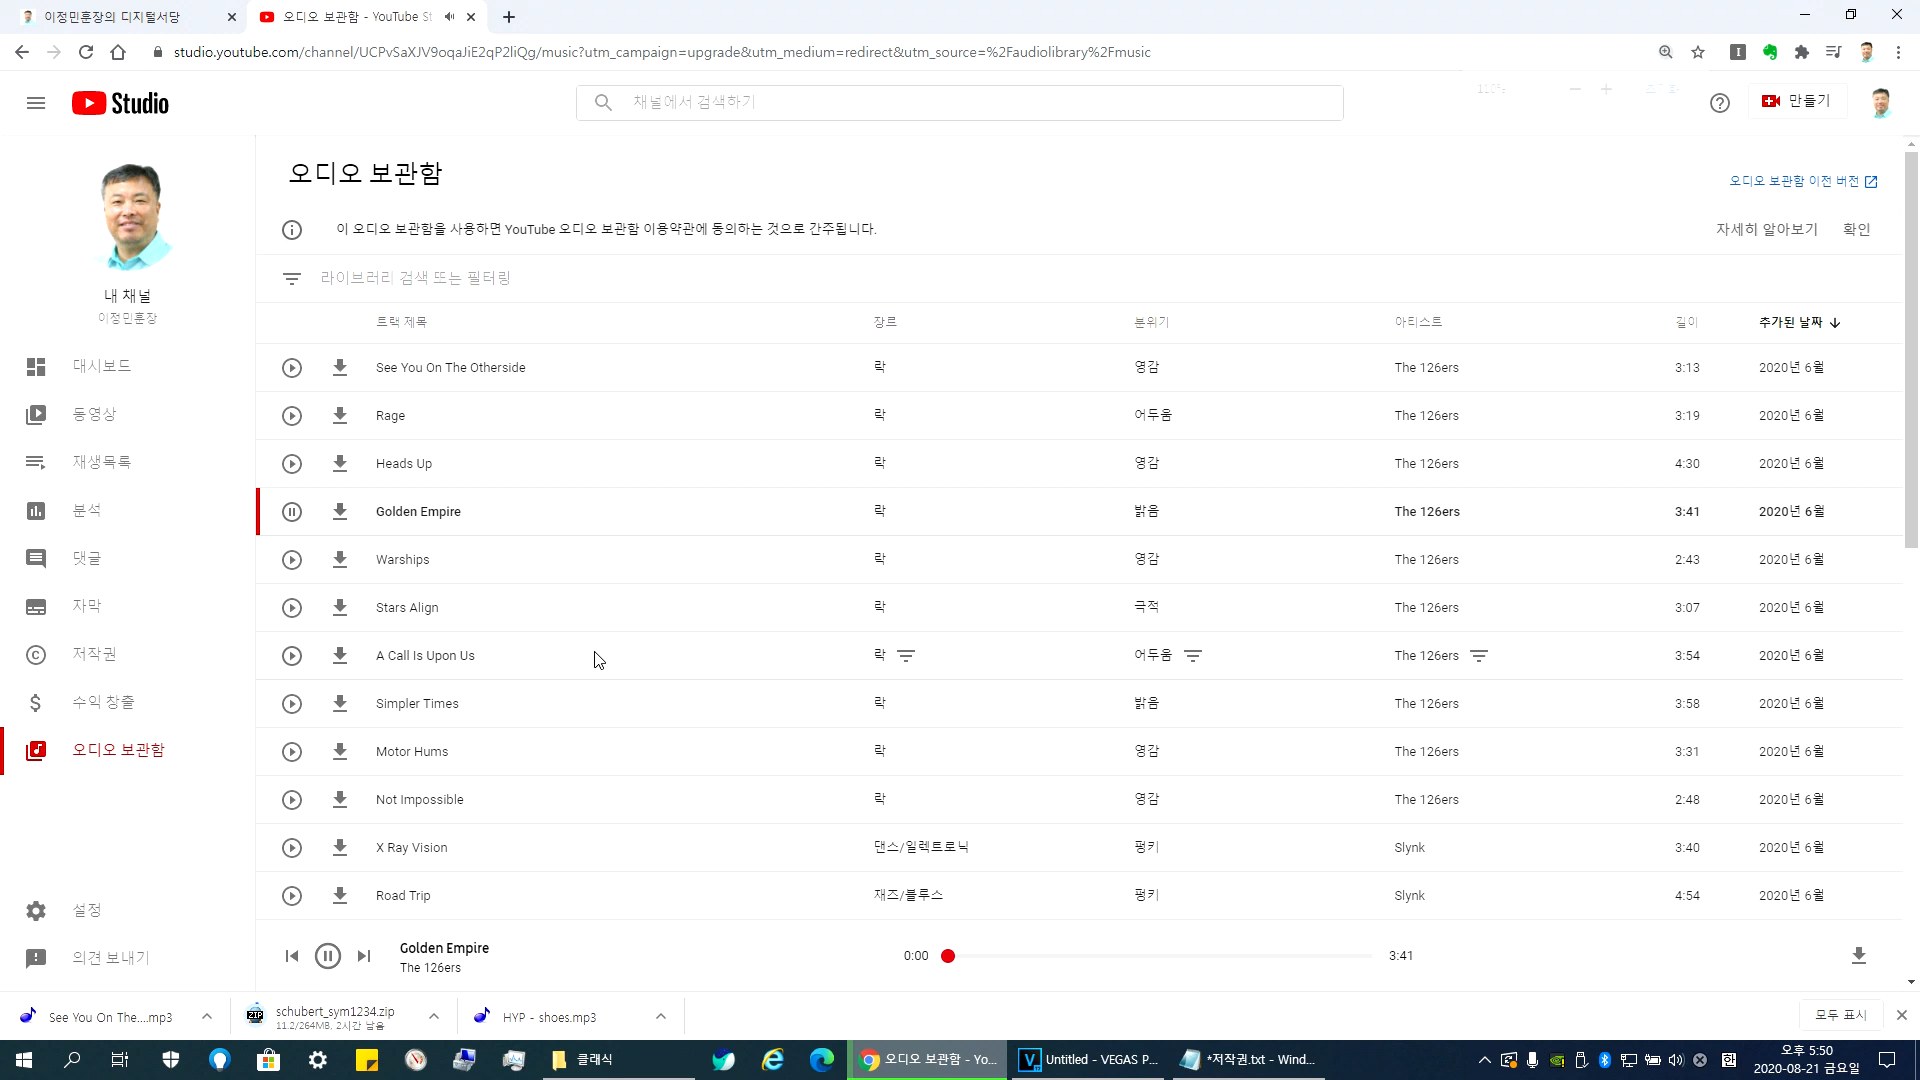 이정민훈장의 디지털서당
오디오 보관함 - YouTube St
studio.youtube.com/channel/UCPvSaXJV9oqaJiE2qP2liQg/music?utm_campaign=upgrade&utm_medium=redirect&utm_source=%2Faudiolibrary%2Fmusic
Studio
채널에서 검색하기
110%
만들기
내 채널
이정민훈장
대시보드
동영상
재생목록
분석
댓글
자막
저작권
수익 창출
오디오 보관함
설정
의견 보내기
오디오 보관함
오디오 보관함 이전 버전
이 오디오 보관함을 사용하면 YouTube 오디오 보관함 이용약관에 동의하는 것으로 간주됩니다.
자세히 알아보기 확인
라이브러리 검색 또는 필터링
트랙 제목 장르 분위기 아티스트 길이 추가된 날짜
See You On The Otherside 락 영감 The 126ers 3:13 2020년 6월
Rage 락 어두움 The 126ers 3:19 2020년 6월
Heads Up 락 영감 The 126ers 4:30 2020년 6월
Golden Empire 락 밝음 The 126ers 3:41 2020년 6월
Warships 락 영감 The 126ers 2:43 2020년 6월
Stars Align 락 극적 The 126ers 3:07 2020년 6월
A Call Is Upon Us 락 어두움 The 126ers 3:54 2020년 6월
Simpler Times 락 밝음 The 126ers 3:58 2020년 6월
Motor Hums 락 영감 The 126ers 3:31 2020년 6월
Not Impossible 락 영감 The 126ers 2:48 2020년 6월
X Ray Vision 댄스/일렉트로닉 펑키 Slynk 3:40 2020년 6월
Road Trip 재즈/블루스 펑키 Slynk 4:54 2020년 6월
Golden Empire
The 126ers
0:00
3:41
See You On The....mp3
schubert_sym1234.zip
11.2/264MB, 2시간 남음
HYP - shoes.mp3
모두 표시
클래식
오디오 보관함 - Yo...
Untitled - VEGAS P...
*저작권.txt - Wind...
한
오후 5:50
2020-08-21 금요일